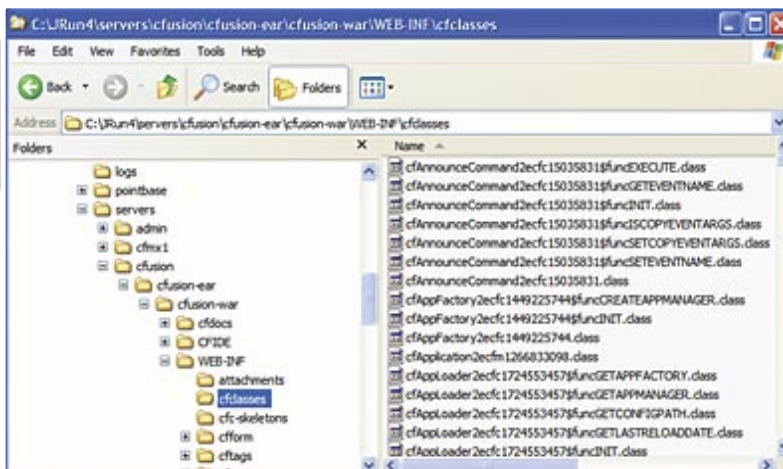 C:\JRun4\servers\cfusion\cfusion-ear\cfusion-war\WEB-INF\cfclasses
File Edit View Favorites Tools Help
Back Search Folders
Address C:\JRun4\servers\cfusion\cfusion-ear\cfusion-war\WEB-INF\cfclasses
Folders
logs
pointbase
servers
admin
cfmx1
cfusion
cfusion-ear
cfusion-war
cfdocs
CFIDE
WEB-INF
attachments
cfclasses
cfc-skeletons
cfform
cftags
Name
cfAnnounceCommand2ecfc15035831$funcEXECUTE.class
cfAnnounceCommand2ecfc15035831$funcGETEVENTNAME.class
cfAnnounceCommand2ecfc15035831$funcINIT.class
cfAnnounceCommand2ecfc15035831$funcISCOPYEVENTARGS.class
cfAnnounceCommand2ecfc15035831$funcSETCOPYEVENTARGS.class
cfAnnounceCommand2ecfc15035831$funcSETEVENTNAME.class
cfAnnounceCommand2ecfc15035831.class
cfAppFactory2ecfc1449225744$funcCREATEAPPMANAGER.class
cfAppFactory2ecfc1449225744$funcINIT.class
cfAppFactory2ecfc1449225744.class
cfApplication2ecfm1266833098.class
cfAppLoader2ecfc1724553457$funcGETAPPFACTORY.class
cfAppLoader2ecfc1724553457$funcGETAPPMANAGER.class
cfAppLoader2ecfc1724553457$funcGETCONFIGPATH.class
cfAppLoader2ecfc1724553457$funcGETLASTRELOADDATE.class
cfAppLoader2ecfc1724553457$funcINIT.class